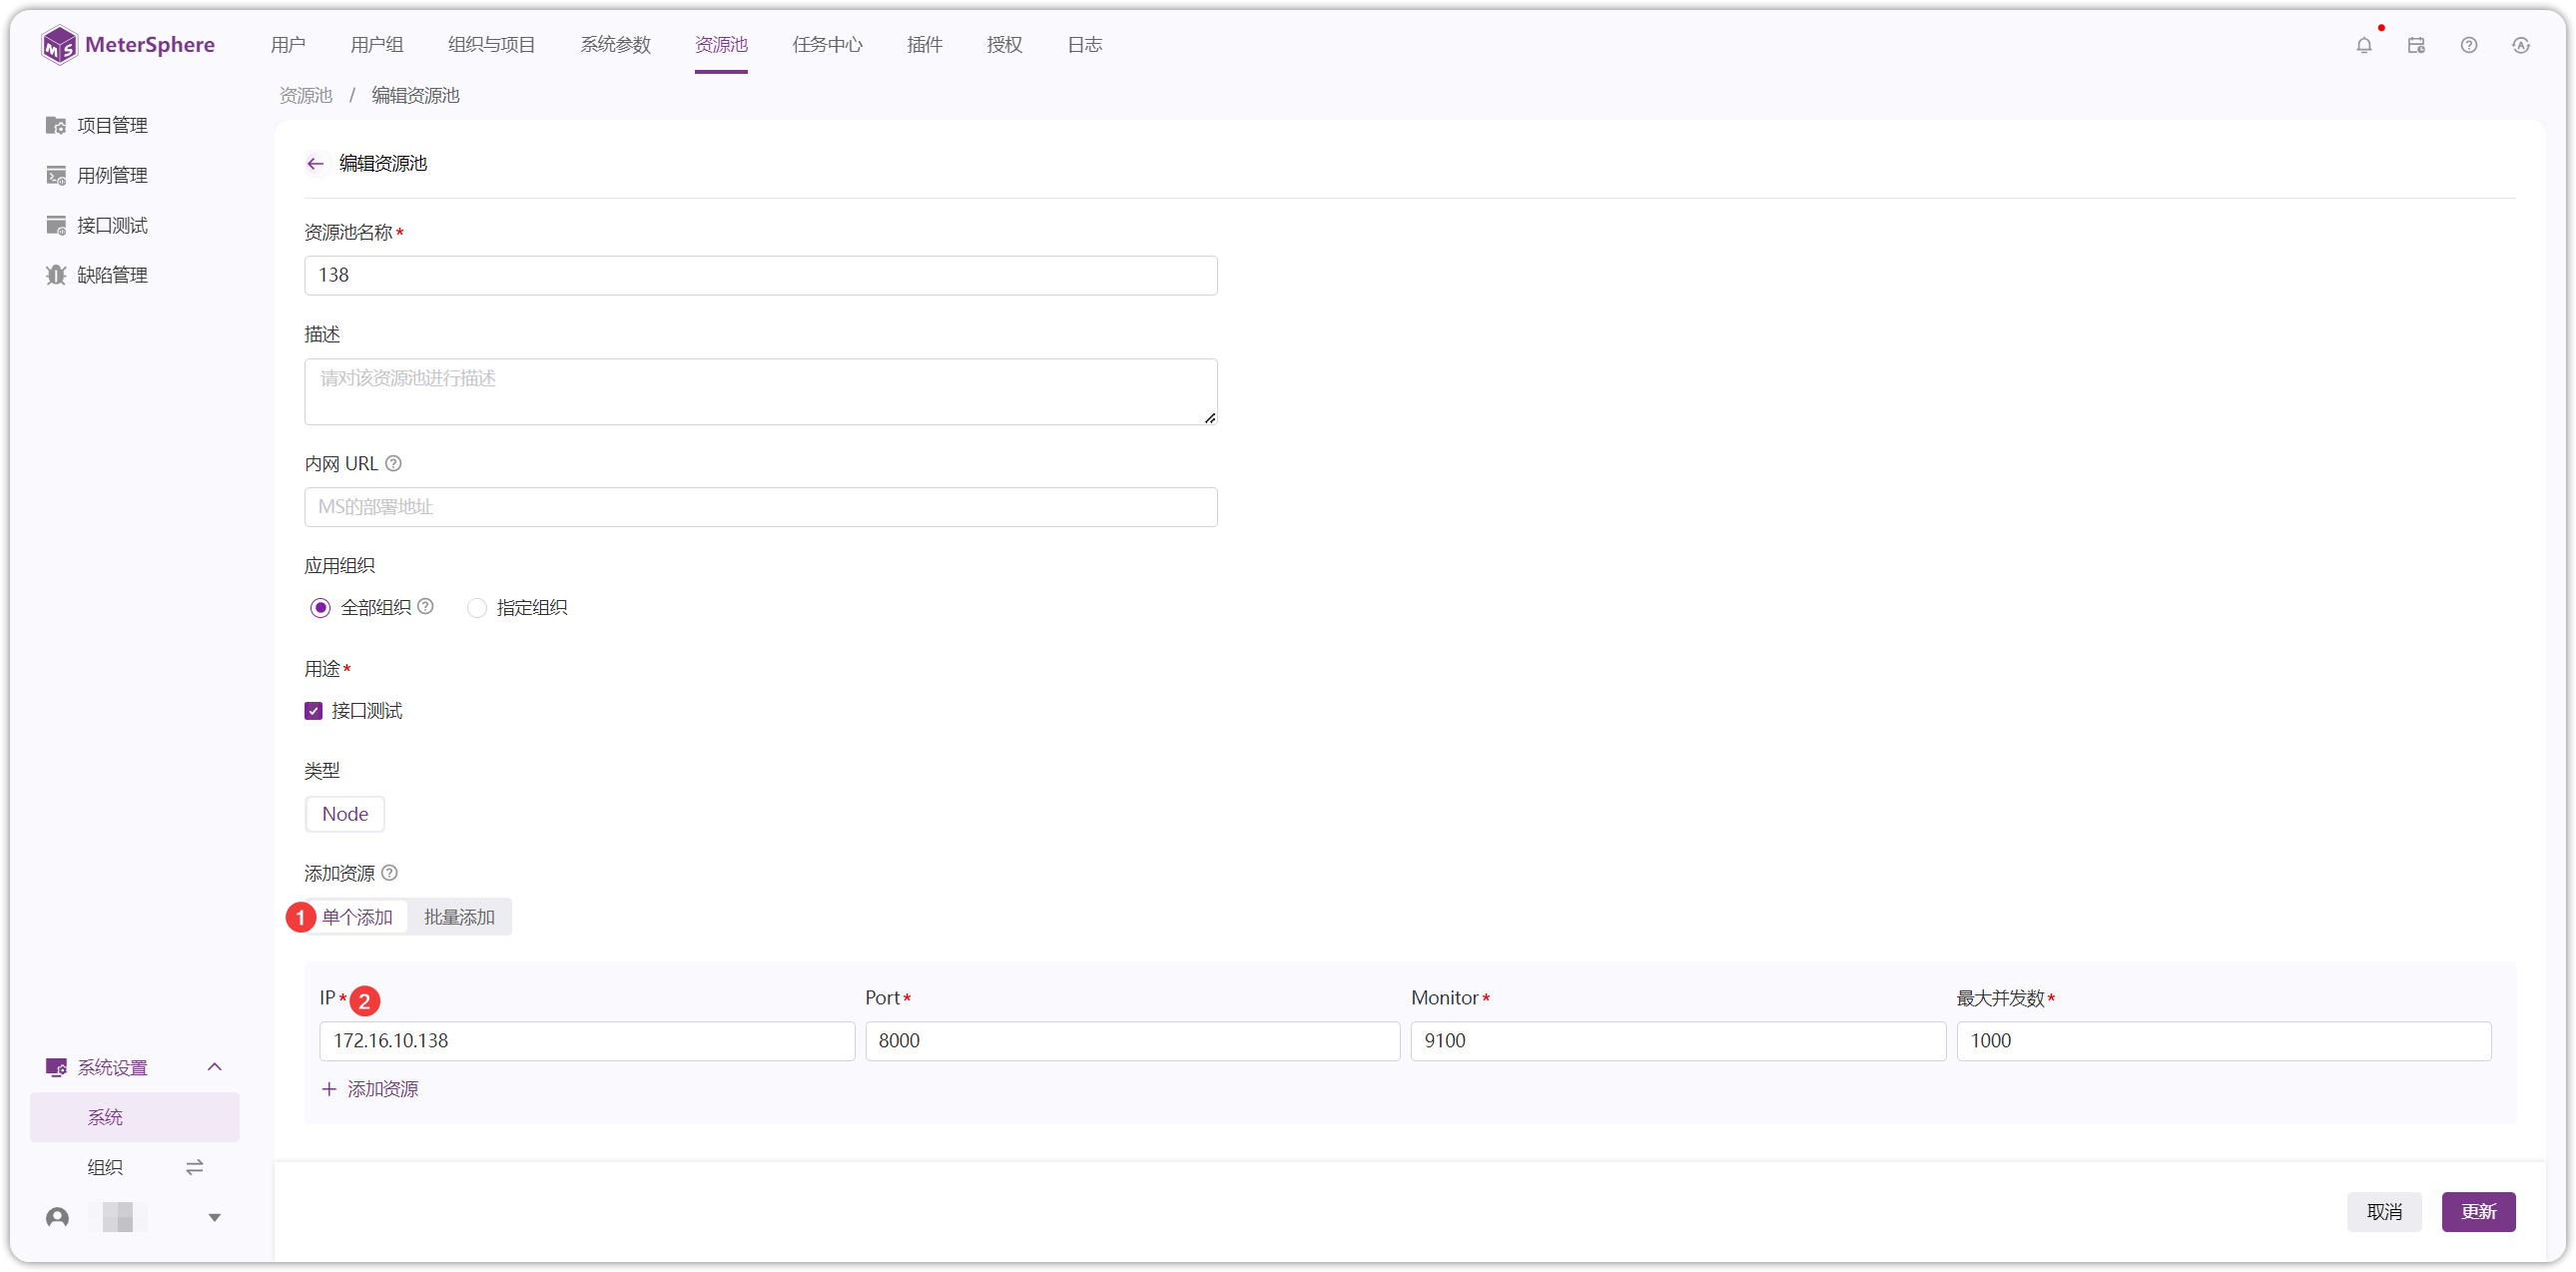 MeterSphere
用户 用户组 组织与项目 系统参数 资源池 任务中心 插件 授权 日志
资源池 / 编辑资源池
项目管理
用例管理
接口测试
缺陷管理
编辑资源池
资源池名称*
138
描述
请对该资源池进行描述
内网 URL
MS的部署地址
应用组织
全部组织 指定组织
用途*
接口测试
类型
Node
添加资源
1 单个添加 批量添加
IP* 2 Port* Monitor* 最大并发数*
172.16.10.138 8000 9100 1000
+ 添加资源
系统设置
系统
组织
取消 更新